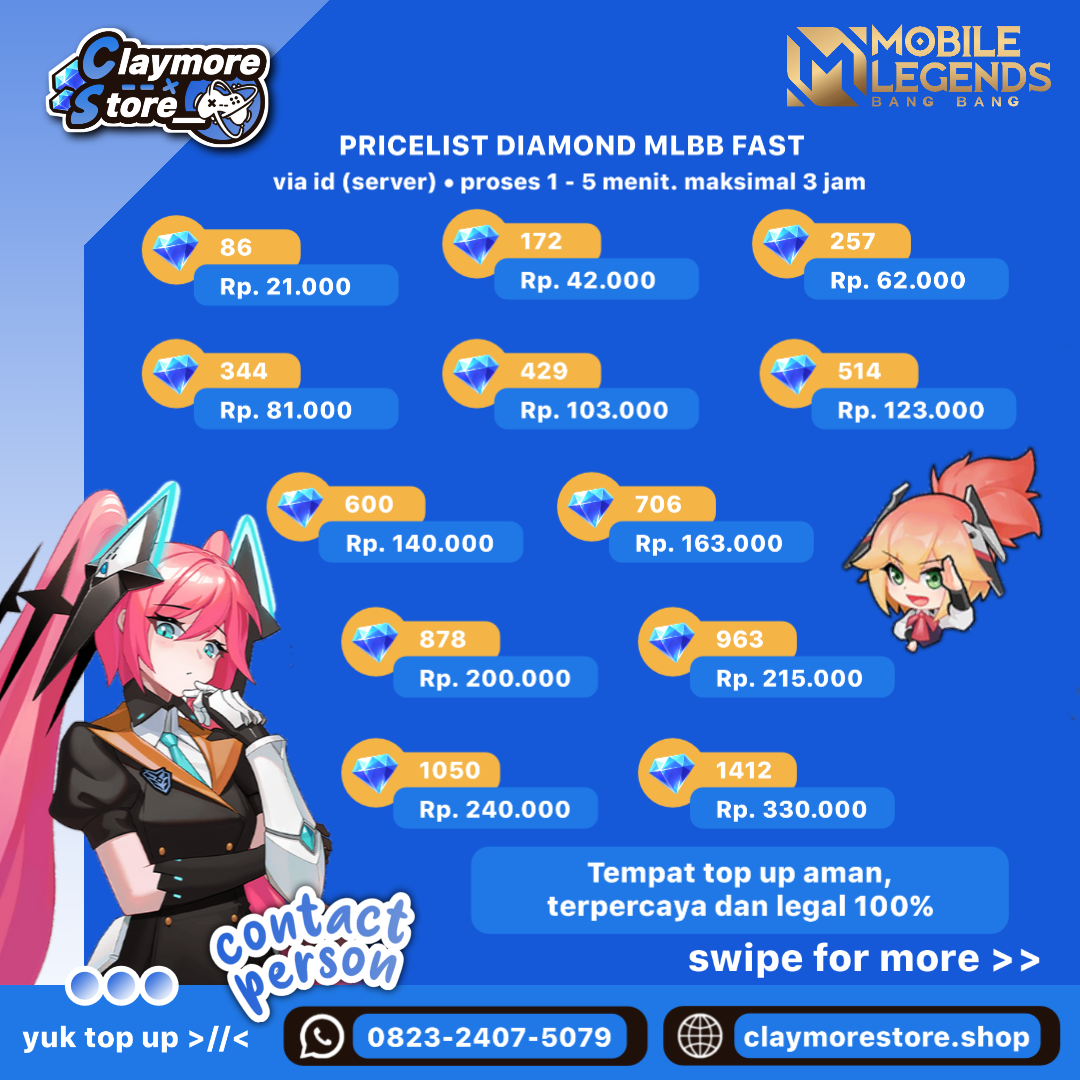 Claymore
Store_
MOBILE
LEGENDS
BANG BANG
PRICELIST DIAMOND MLBB FAST
via id (server) • proses 1 - 5 menit. maksimal 3 jam
86
Rp. 21.000
172
Rp. 42.000
257
Rp. 62.000
344
Rp. 81.000
429
Rp. 103.000
514
Rp. 123.000
600
Rp. 140.000
706
Rp. 163.000
878
Rp. 200.000
963
Rp. 215.000
1050
Rp. 240.000
1412
Rp. 330.000
Tempat top up aman,
terpercaya dan legal 100%
swipe for more >>
contact
person
yuk top up >//<
0823-2407-5079
claymorestore.shop